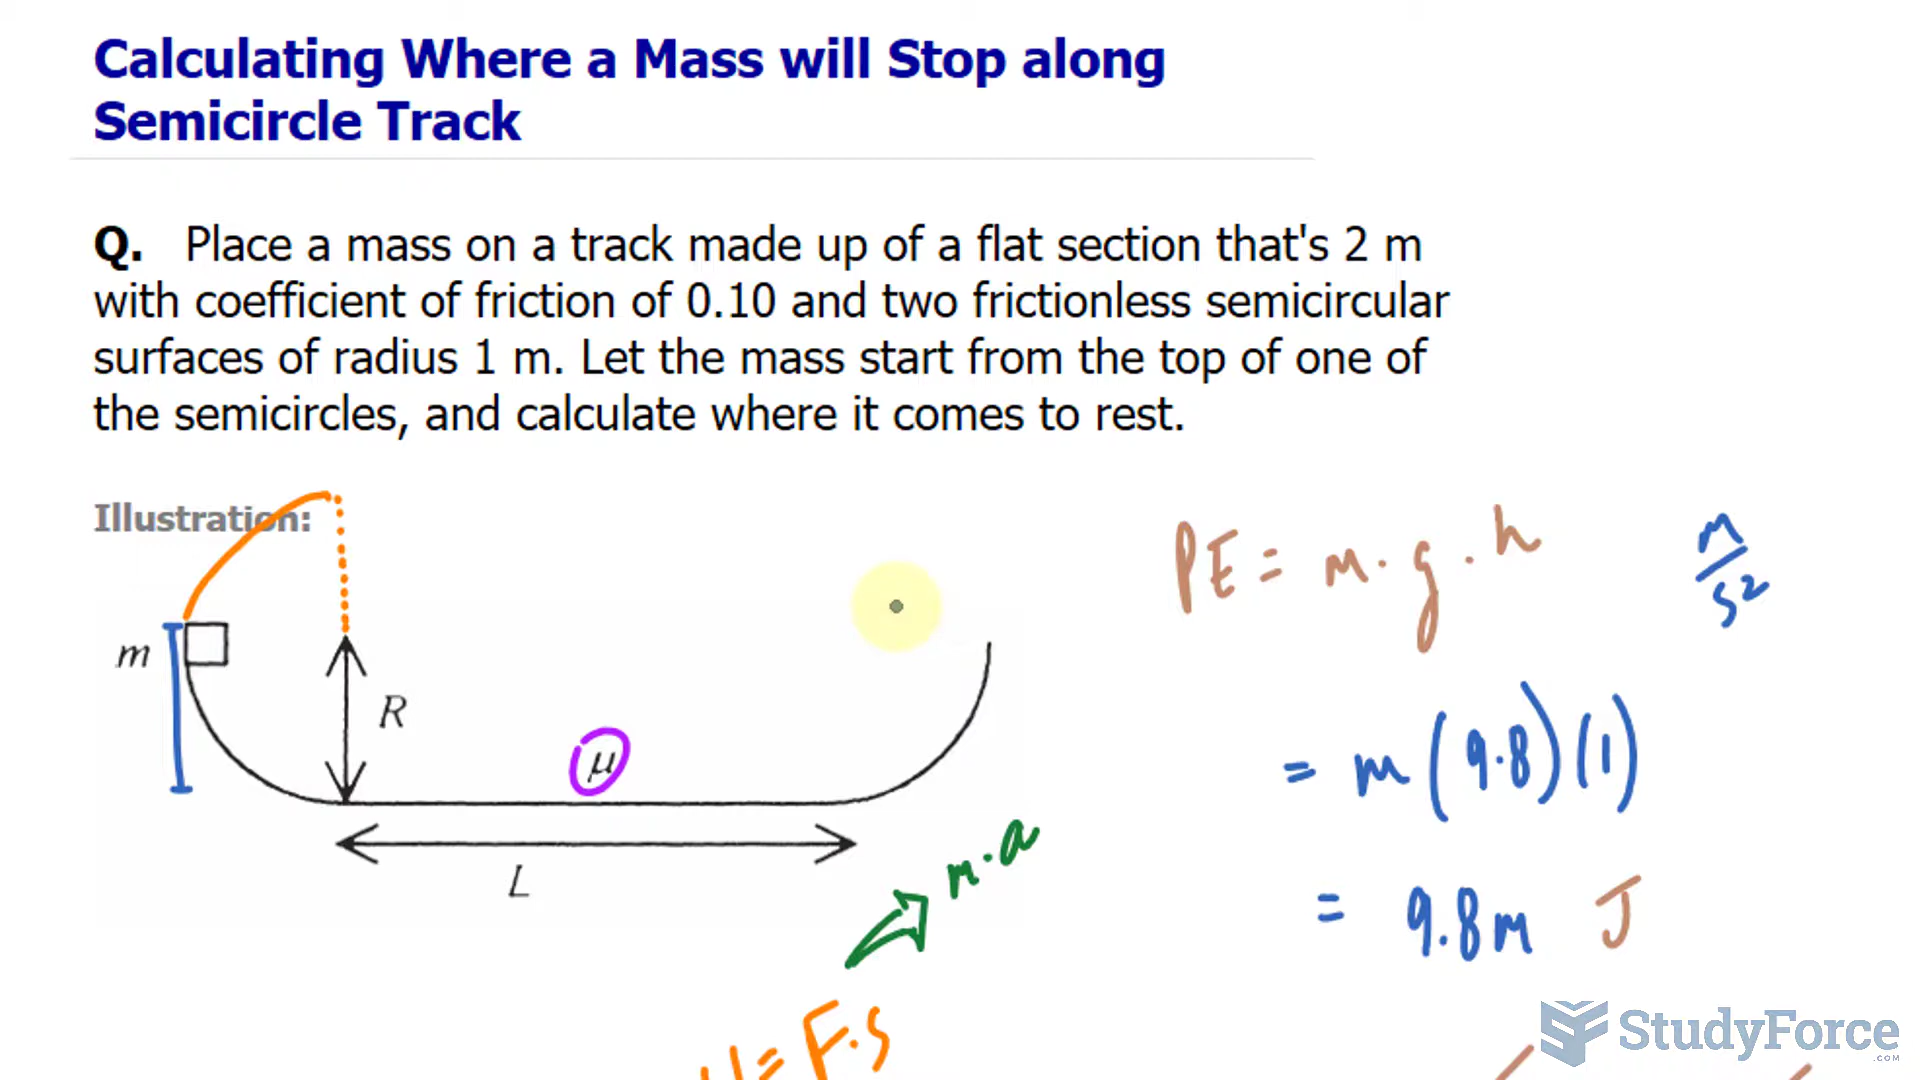 Calculating Where a Mass will Stop along
Semicircle Track
Q. Place a mass on a track made up of a flat section that's 2 m
with coefficient of friction of 0.10 and two frictionless semicircular
surfaces of radius 1 m. Let the mass start from the top of one of
the semicircles, and calculate where it comes to rest.
Illustration:
PE = m · g · h
m/s²
m
R
μ
= m (9.8)(1)
L
m · a
= 9.8m J
= F·s
StudyForce
.COM